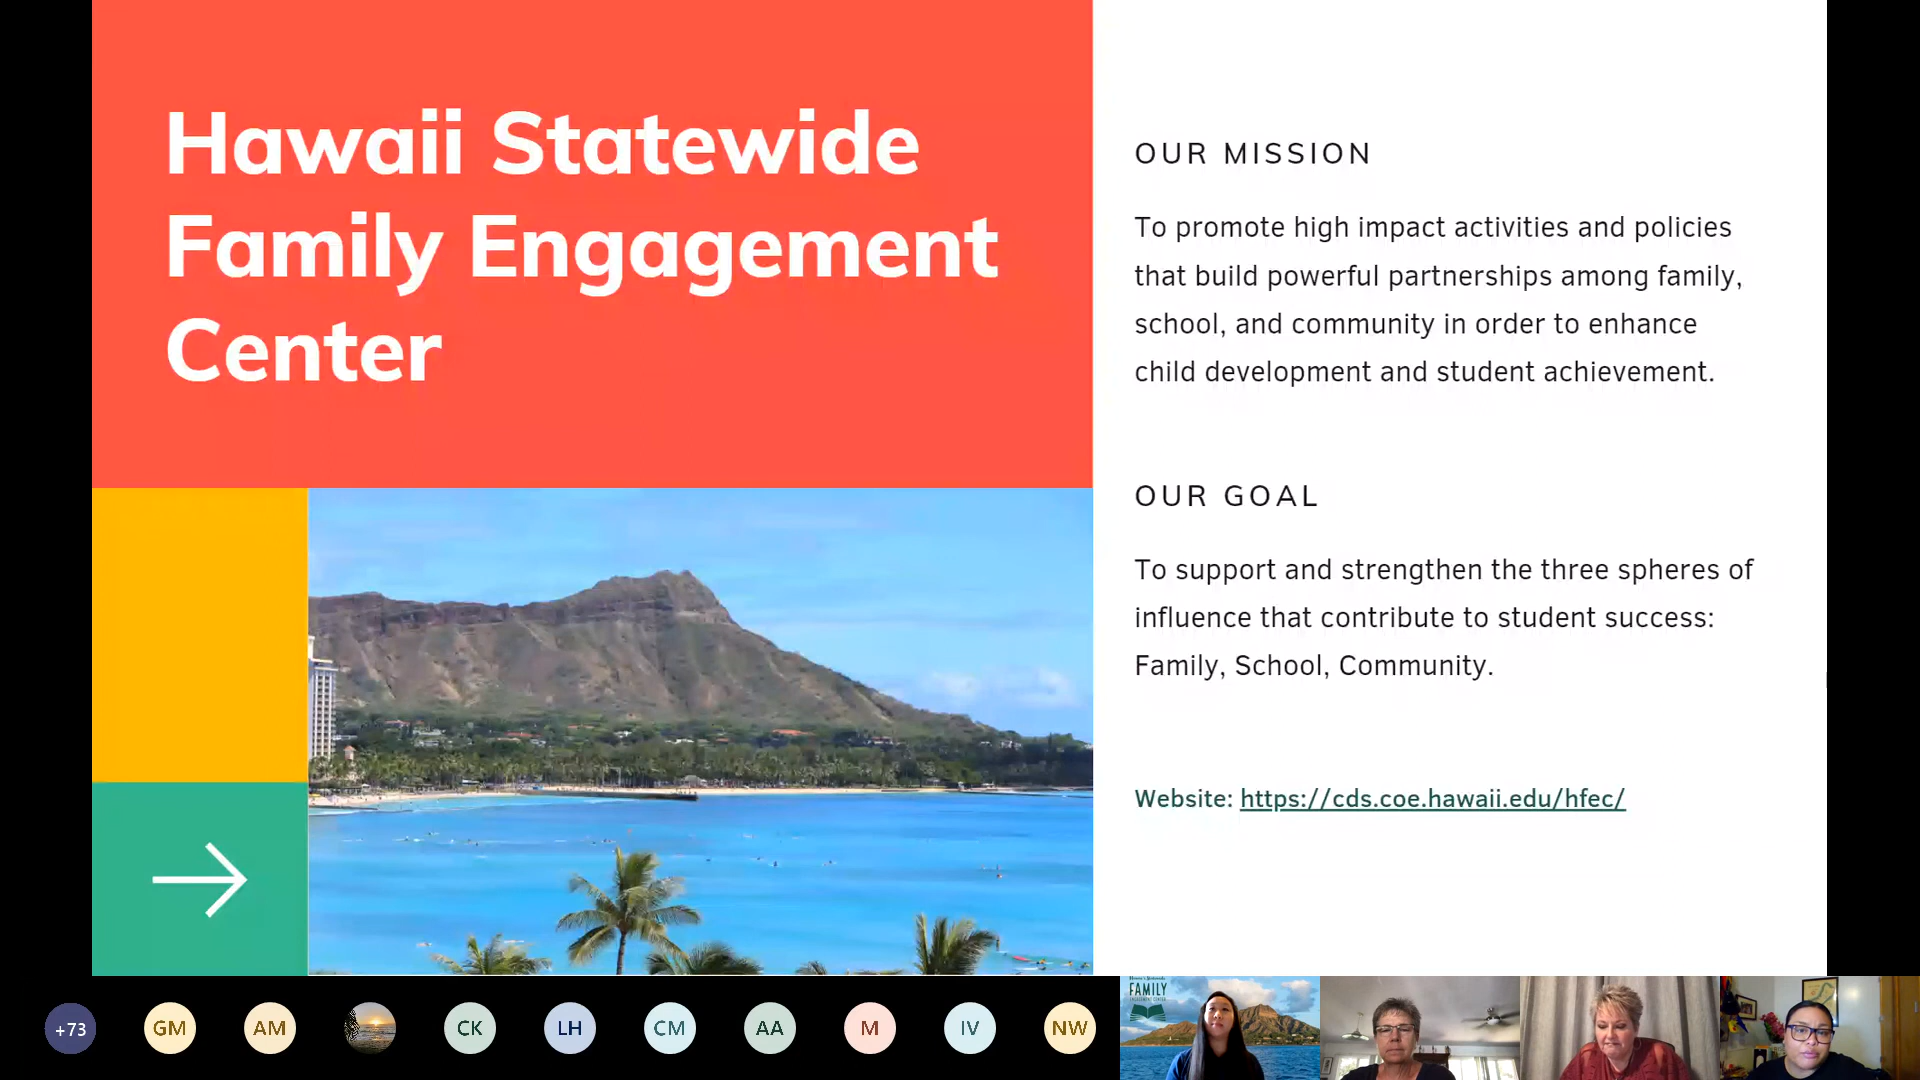 Hawaii Statewide
Family Engagement
Center
OUR MISSION
To promote high impact activities and policies
that build powerful partnerships among family,
school, and community in order to enhance
child development and student achievement.
OUR GOAL
To support and strengthen the three spheres of
influence that contribute to student success:
Family, School, Community.
Website: https://cds.coe.hawaii.edu/hfec/
+73
GM
AM
CK
LH
CM
AA
M
IV
NW
FAMILY